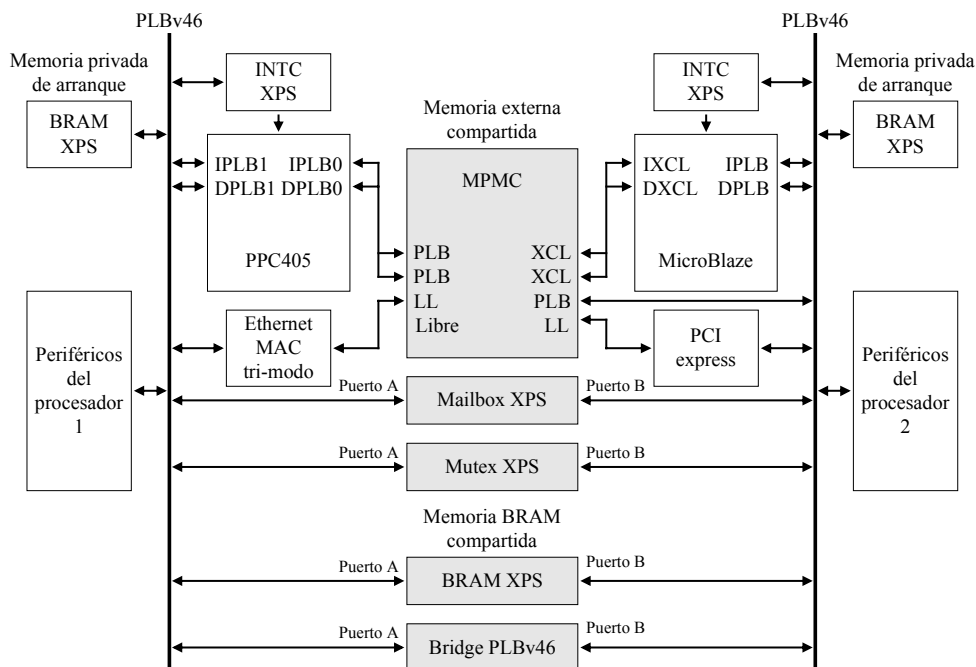 PLBv46
PLBv46
Memoria privada
de arranque
INTC
XPS
INTC
XPS
Memoria privada
de arranque
BRAM
XPS
Memoria externa
compartida
BRAM
XPS
IPLB1 IPLB0
DPLB1 DPLB0
PPC405
MPMC
PLB XCL
PLB XCL
LL PLB
Libre LL
IXCL IPLB
DXCL DPLB
MicroBlaze
Periféricos
del
procesador
1
Ethernet
MAC
tri-modo
PCI
express
Periféricos
del
procesador
2
Puerto A
Mailbox XPS
Puerto B
Puerto A
Mutex XPS
Puerto B
Memoria BRAM
compartida
Puerto A
BRAM XPS
Puerto B
Puerto A
Bridge PLBv46
Puerto B